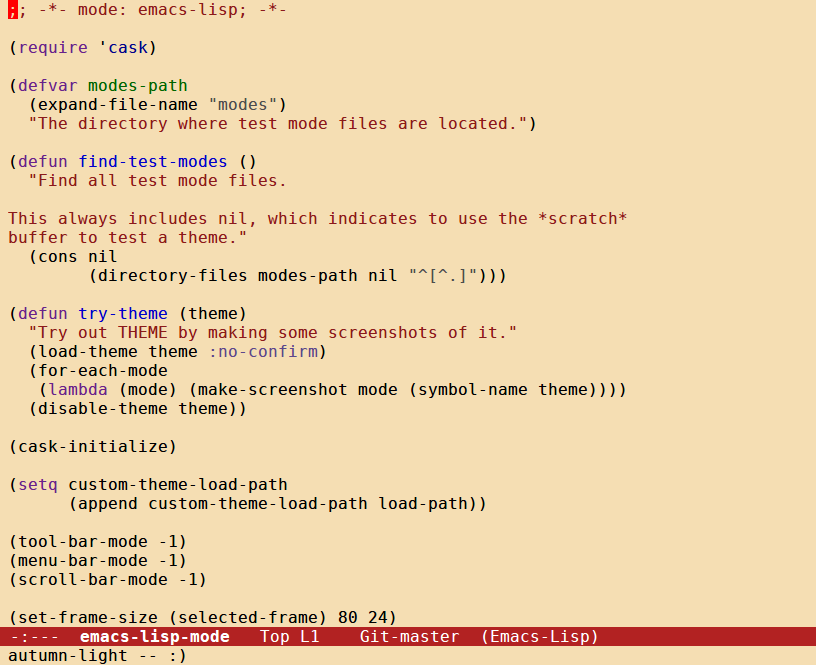 ;; -*- mode: emacs-lisp; -*-

(require 'cask)

(defvar modes-path
  (expand-file-name "modes")
  "The directory where test mode files are located.")

(defun find-test-modes ()
  "Find all test mode files.

This always includes nil, which indicates to use the *scratch*
buffer to test a theme."
  (cons nil
        (directory-files modes-path nil "^[^.]")))

(defun try-theme (theme)
  "Try out THEME by making some screenshots of it."
  (load-theme theme :no-confirm)
  (for-each-mode
   (lambda (mode) (make-screenshot mode (symbol-name theme))))
  (disable-theme theme))

(cask-initialize)

(setq custom-theme-load-path
      (append custom-theme-load-path load-path))

(tool-bar-mode -1)
(menu-bar-mode -1)
(scroll-bar-mode -1)

(set-frame-size (selected-frame) 80 24)
-:---  emacs-lisp-mode   Top L1    Git-master  (Emacs-Lisp)
autumn-light -- :)